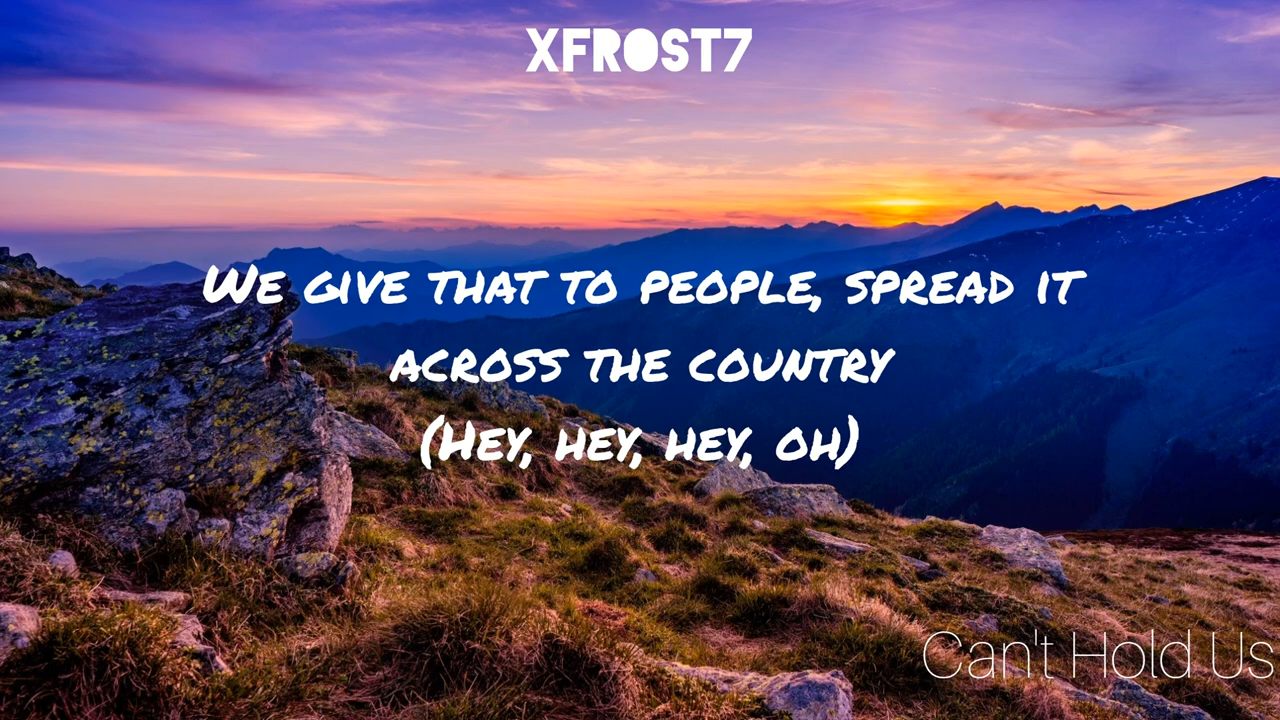 XFROST7
We give that to people, spread it
across the country
(Hey, hey, hey, oh)
Can't Hold Us